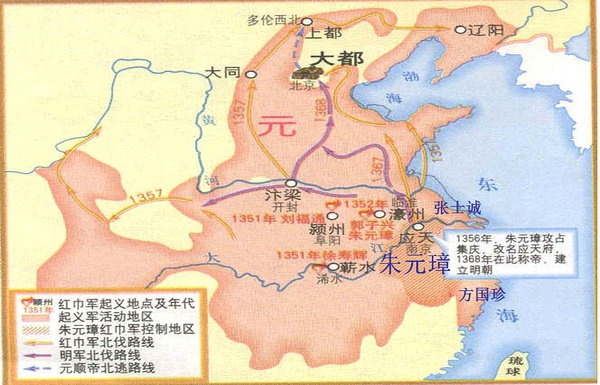 多伦西北
上都
辽阳
大都
北京
大同
渤
海
1357
1368
元
黄
河
1357
1367
1357
汴梁
开封
1352年
临淮
濠州
郭子兴
朱元璋
张士诚
东
1351年 刘福通
颍州
阜阳
应天
南京
1356年，朱元璋攻占
集庆，改名应天府，
1368年在此称帝，建
立明朝
江
大
1351年徐寿辉
蕲水
浠水
朱元璋
方国珍
海
琉
球
颍州
1351年
红巾军起义地点及年代
起义军活动地区
朱元璋红巾军控制地区
红巾军北伐路线
明军北伐路线
元顺帝北逃路线